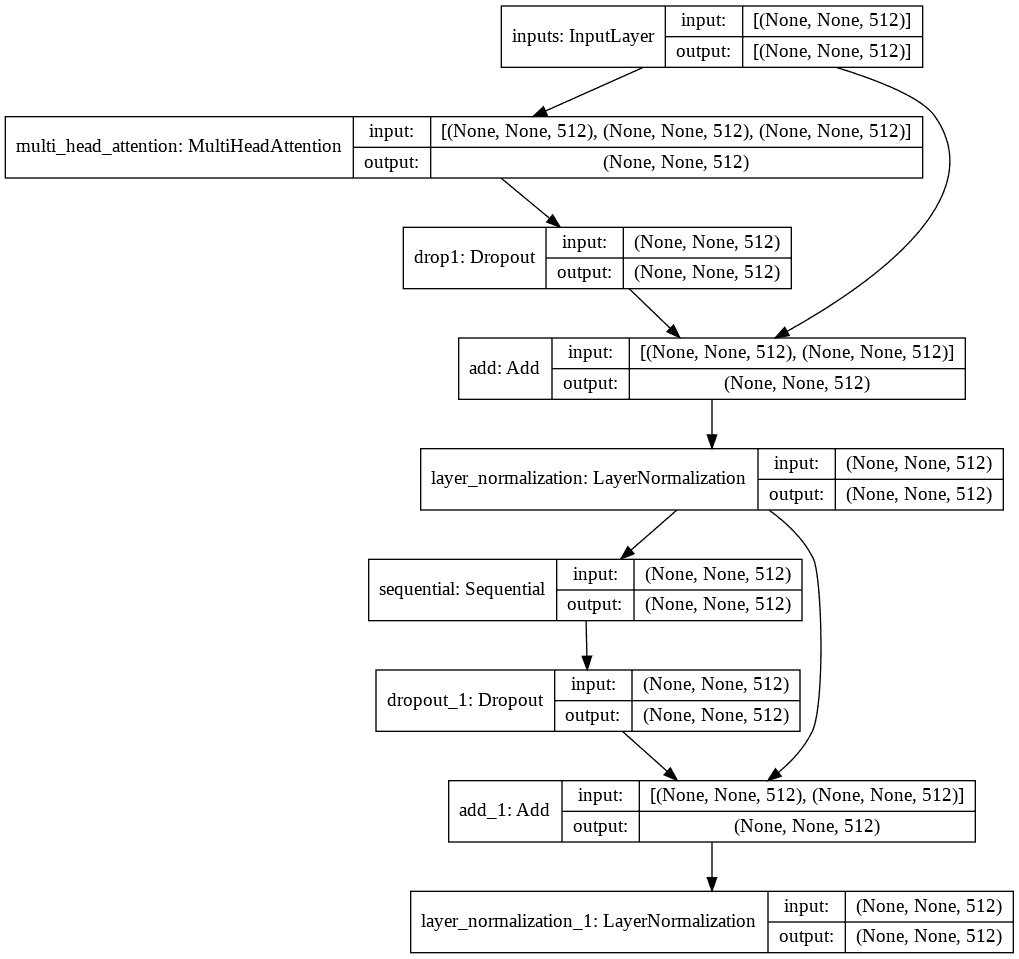 inputs: InputLayer
input:
[(None, None, 512)]
output:
[(None, None, 512)]
multi_head_attention: MultiHeadAttention
input:
[(None, None, 512), (None, None, 512), (None, None, 512)]
output:
(None, None, 512)
drop1: Dropout
input:
(None, None, 512)
output:
(None, None, 512)
add: Add
input:
[(None, None, 512), (None, None, 512)]
output:
(None, None, 512)
layer_normalization: LayerNormalization
input:
(None, None, 512)
output:
(None, None, 512)
sequential: Sequential
input:
(None, None, 512)
output:
(None, None, 512)
dropout_1: Dropout
input:
(None, None, 512)
output:
(None, None, 512)
add_1: Add
input:
[(None, None, 512), (None, None, 512)]
output:
(None, None, 512)
layer_normalization_1: LayerNormalization
input:
(None, None, 512)
output:
(None, None, 512)